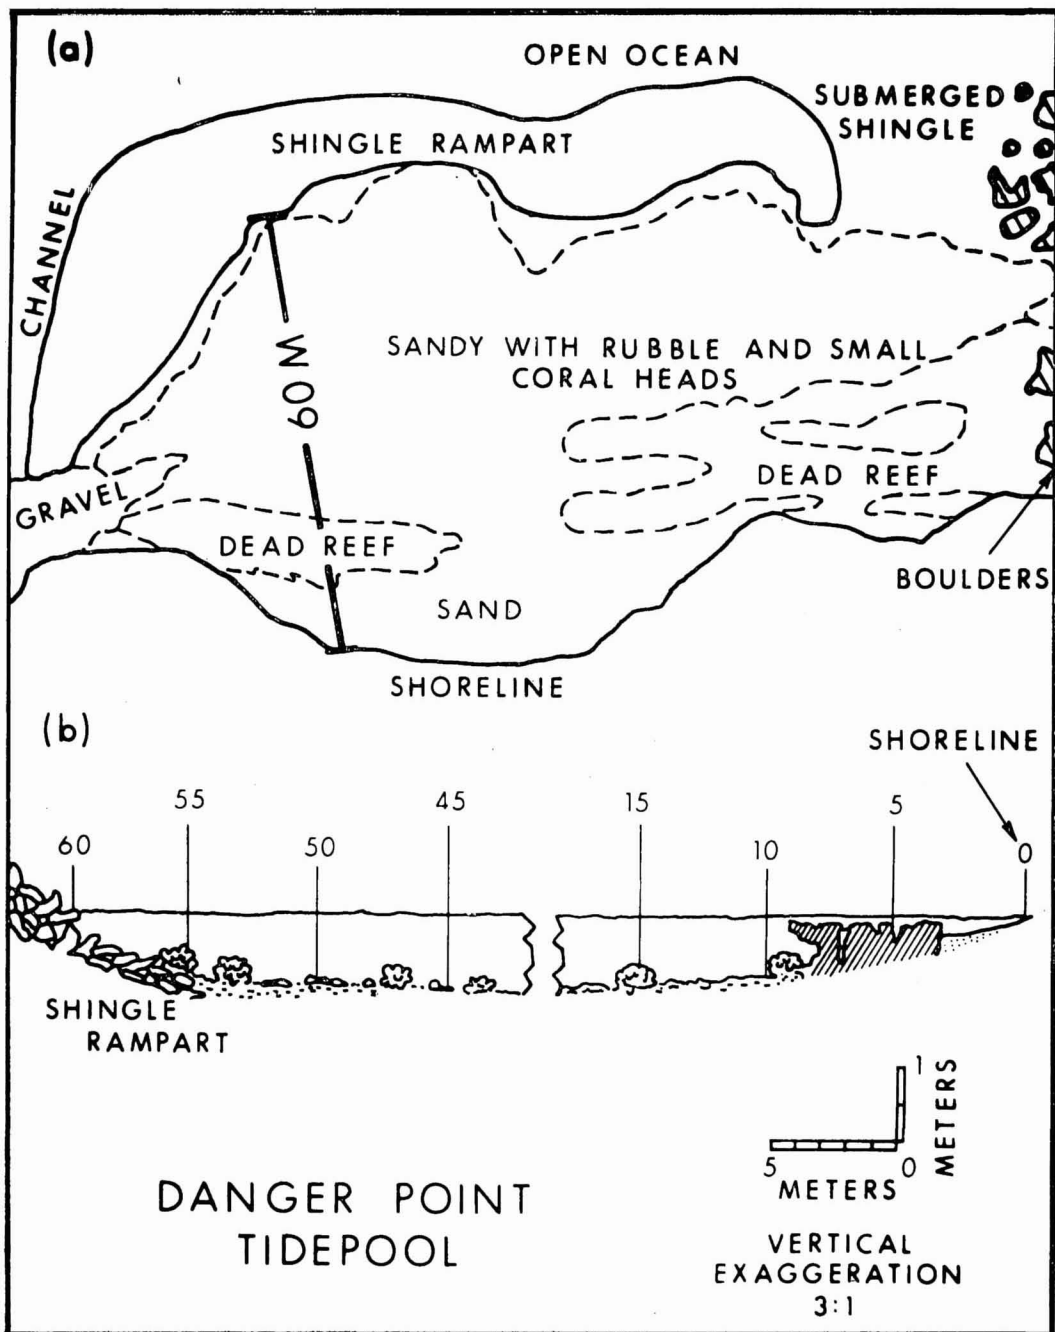 (a)
OPEN OCEAN
SUBMERGED
SHINGLE
SHINGLE RAMPART
CHANNEL
W 09
SANDY WITH RUBBLE AND SMALL
CORAL HEADS
DEAD REEF
GRAVEL
DEAD REEF
BOULDERS
SAND
SHORELINE
(b)
SHORELINE
55
45
15
5
60
50
10
0
SHINGLE
RAMPART
1
METERS
5
0
METERS
DANGER POINT
TIDEPOOL
VERTICAL
EXAGGERATION
3:1